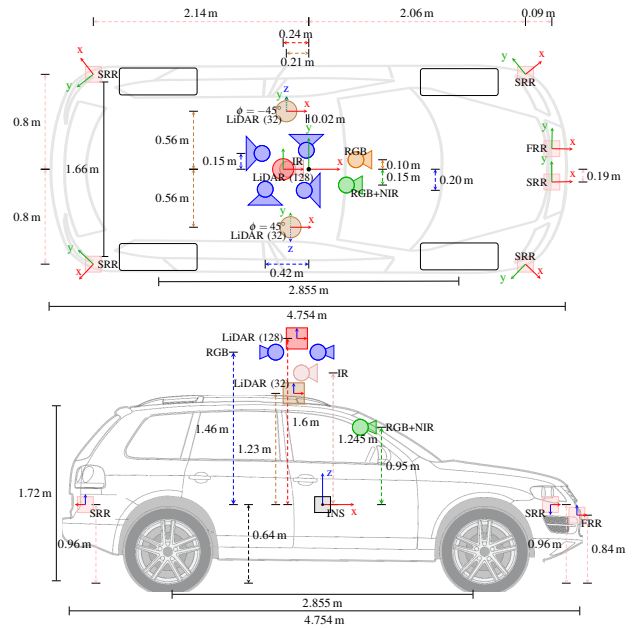 2.14 m
2.06 m
0.09 m
0.24 m
0.21 m
x
y
SRR
z
y
x
ϕ = −45°
LiDAR (32)
0.02 m
y
x
y
SRR
0.8 m
0.56 m
0.15 m
1.66 m
IR
LiDAR (128)
x
RGB
0.10 m
0.15 m
RGB+NIR
0.20 m
y
FRR
x
y
SRR
x
0.19 m
0.8 m
0.56 m
ϕ = 45°
LiDAR (32)
y
x
z
0.42 m
y
SRR
x
y
SRR
x
2.855 m
4.754 m
LiDAR (128)
RGB
IR
LiDAR (32)
1.6 m
1.46 m
1.23 m
1.245 m
RGB+NIR
0.95 m
1.72 m
z
x
INS
SRR
0.96 m
0.64 m
SRR
FRR
0.96 m
0.84 m
2.855 m
4.754 m